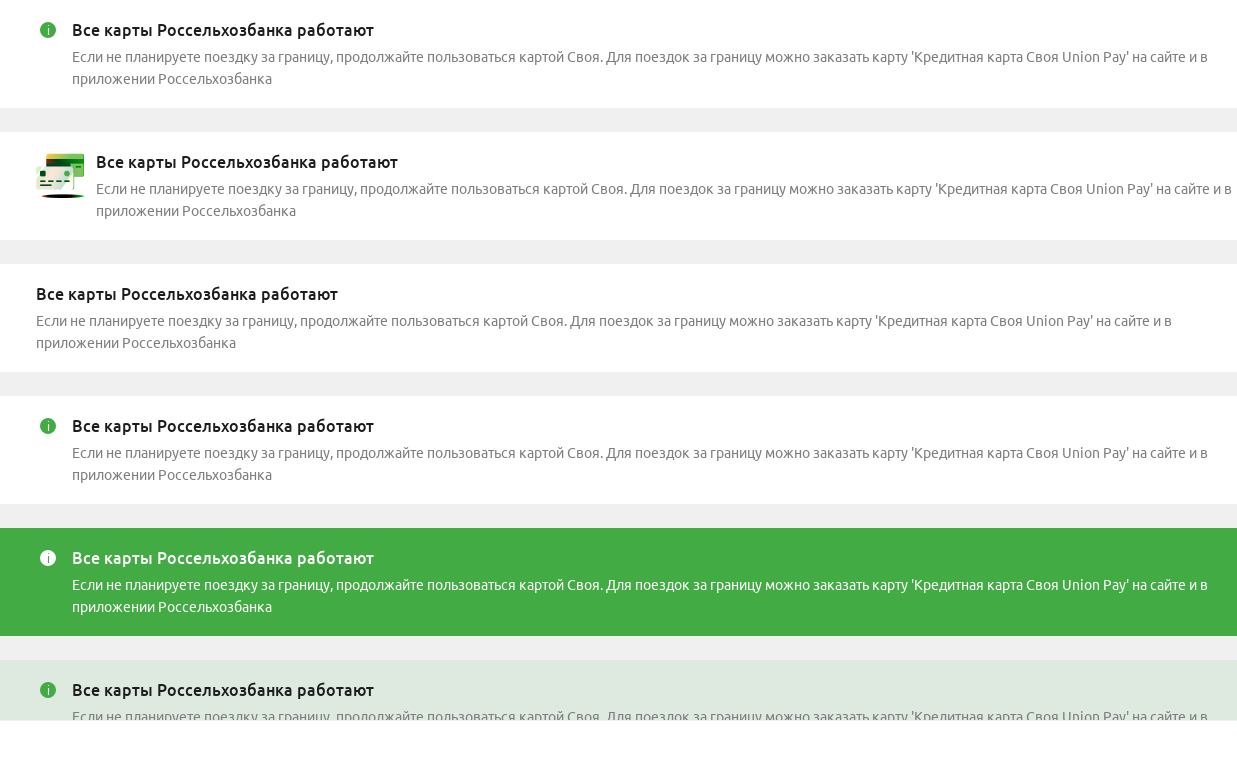 Все карты Россельхозбанка работают
Если не планируете поездку за границу, продолжайте пользоваться картой Своя. Для поездок за границу можно заказать карту 'Кредитная карта Своя Union Pay' на сайте и в
приложении Россельхозбанка
Все карты Россельхозбанка работают
Если не планируете поездку за границу, продолжайте пользоваться картой Своя. Для поездок за границу можно заказать карту 'Кредитная карта Своя Union Pay' на сайте и в
приложении Россельхозбанка
Все карты Россельхозбанка работают
Если не планируете поездку за границу, продолжайте пользоваться картой Своя. Для поездок за границу можно заказать карту 'Кредитная карта Своя Union Pay' на сайте и в
приложении Россельхозбанка
Все карты Россельхозбанка работают
Если не планируете поездку за границу, продолжайте пользоваться картой Своя. Для поездок за границу можно заказать карту 'Кредитная карта Своя Union Pay' на сайте и в
приложении Россельхозбанка
Все карты Россельхозбанка работают
Если не планируете поездку за границу, продолжайте пользоваться картой Своя. Для поездок за границу можно заказать карту 'Кредитная карта Своя Union Pay' на сайте и в
приложении Россельхозбанка
Все карты Россельхозбанка работают
Если не планируете поездку за границу, продолжайте пользоваться картой Своя. Для поездок за границу можно заказать карту 'Кредитная карта Своя Union Pay' на сайте и в